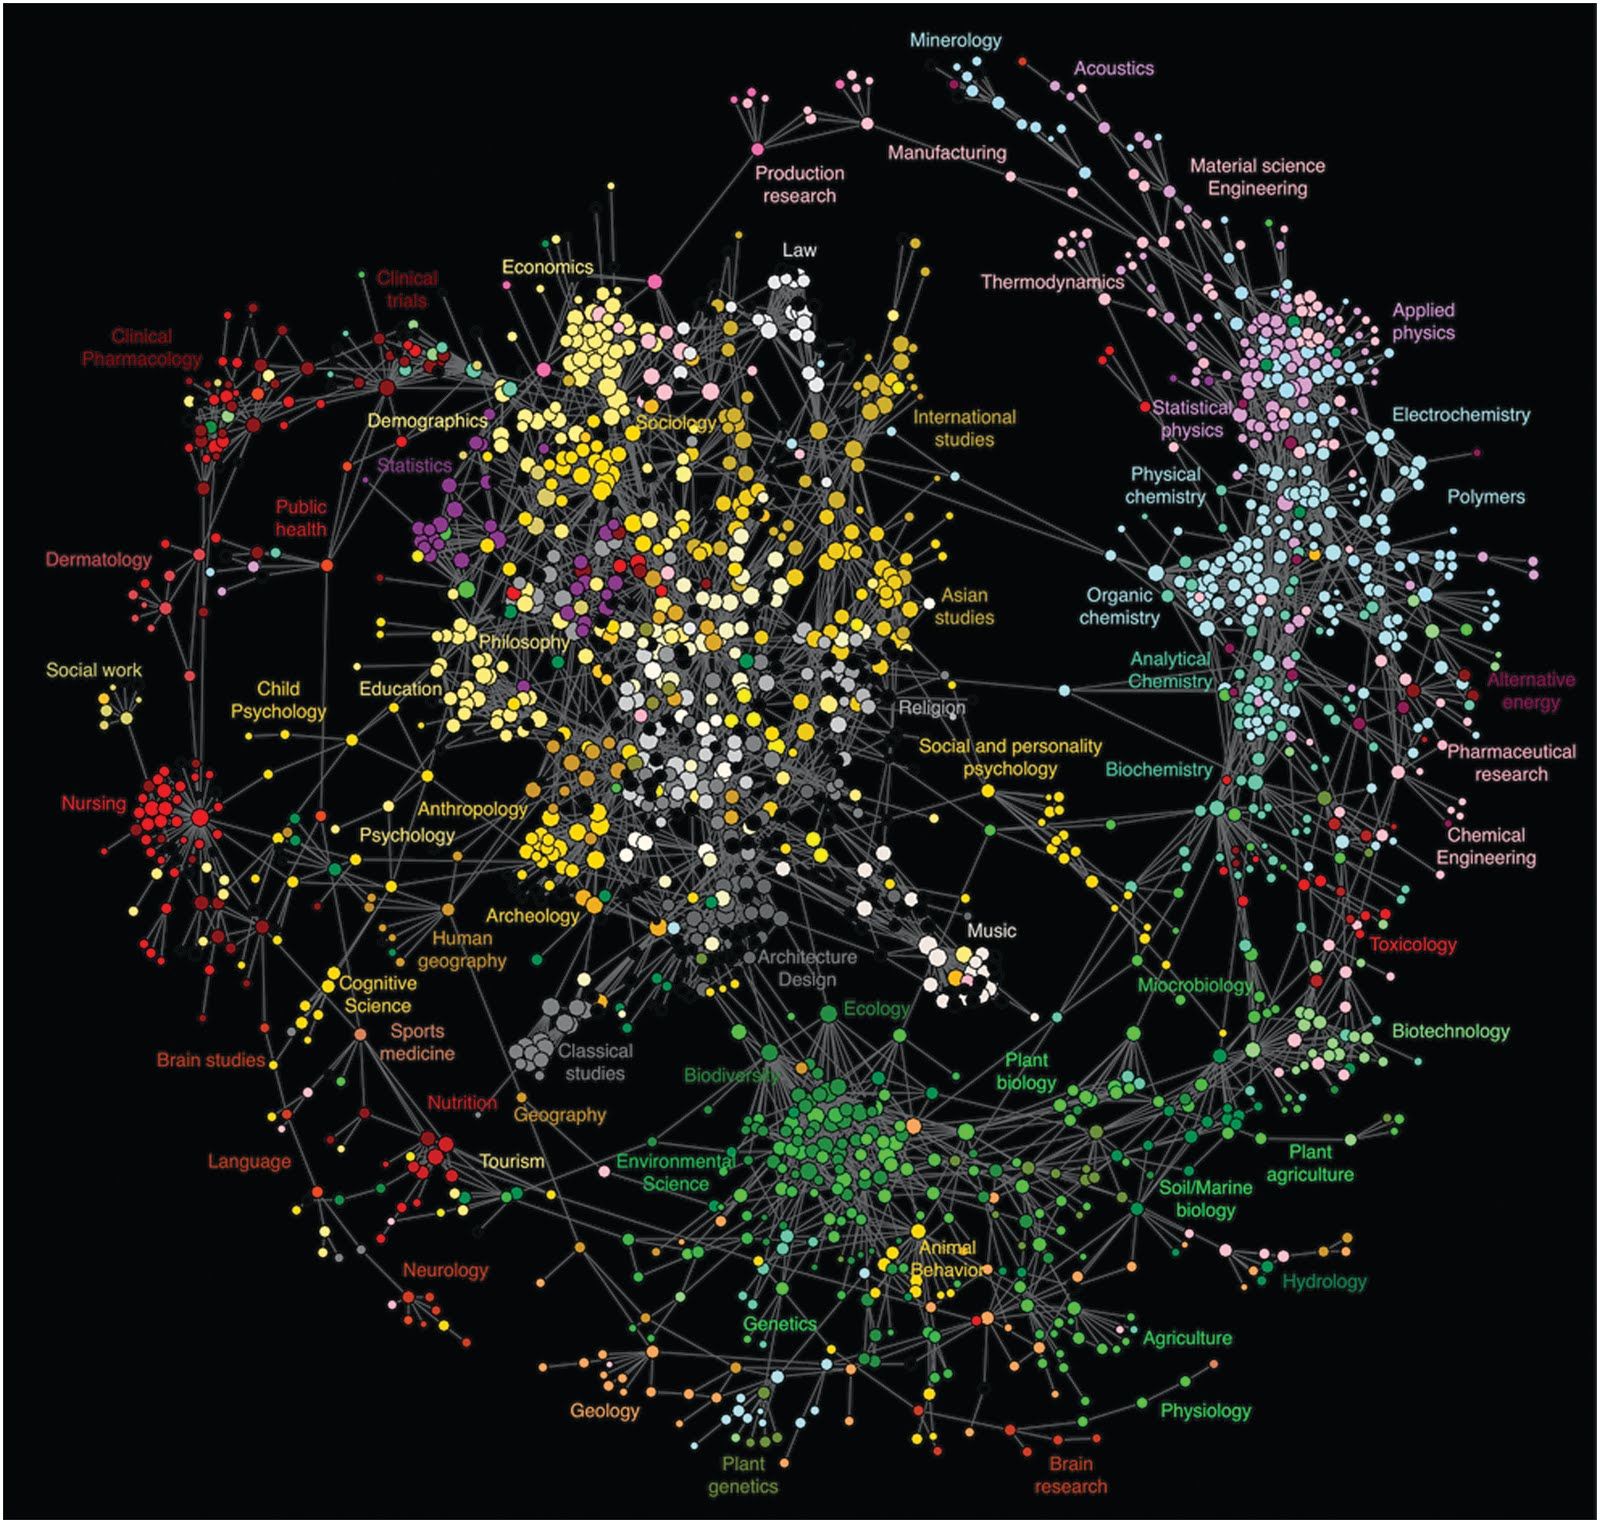 Minerology
Acoustics
Manufacturing
Production
research
Material science
Engineering
Law
Economics
Clinical
trials
Thermodynamics
Clinical
Pharmacology
Applied
physics
Demographics
Sociology
International
studies
Statistical
physics
Electrochemistry
Statistics
Physical
chemistry
Polymers
Public
health
Dermatology
Asian
studies
Organic
chemistry
Philosophy
Social work
Child
Psychology
Education
Religion
Analytical
Chemistry
Alternative
energy
Social and personality
psychology
Biochemistry
Pharmaceutical
research
Nursing
Anthropology
Psychology
Chemical
Engineering
Archeology
Human
geography
Music
Architecture
Design
Toxicology
Cognitive
Science
Miocrobiology
Ecology
Sports
medicine
Biotechnology
Brain studies
Classical
studies
Biodiversity
Plant
biology
Nutrition
Geography
Language
Tourism
Environmental
Science
Plant
agriculture
Soil/Marine
biology
Animal
Behavior
Neurology
Hydrology
Genetics
Agriculture
Geology
Physiology
Plant
genetics
Brain
research